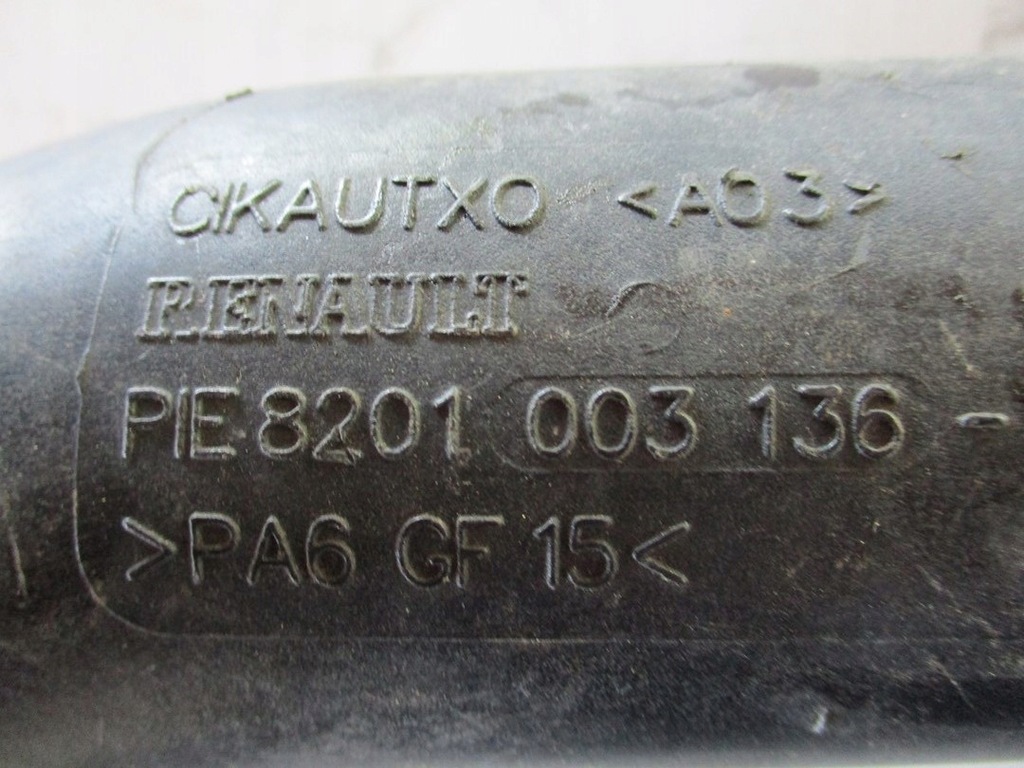 CIKAUTXO <A03>
RENAULT
PIE 8201 003 136 -
>PA6 GF 15<